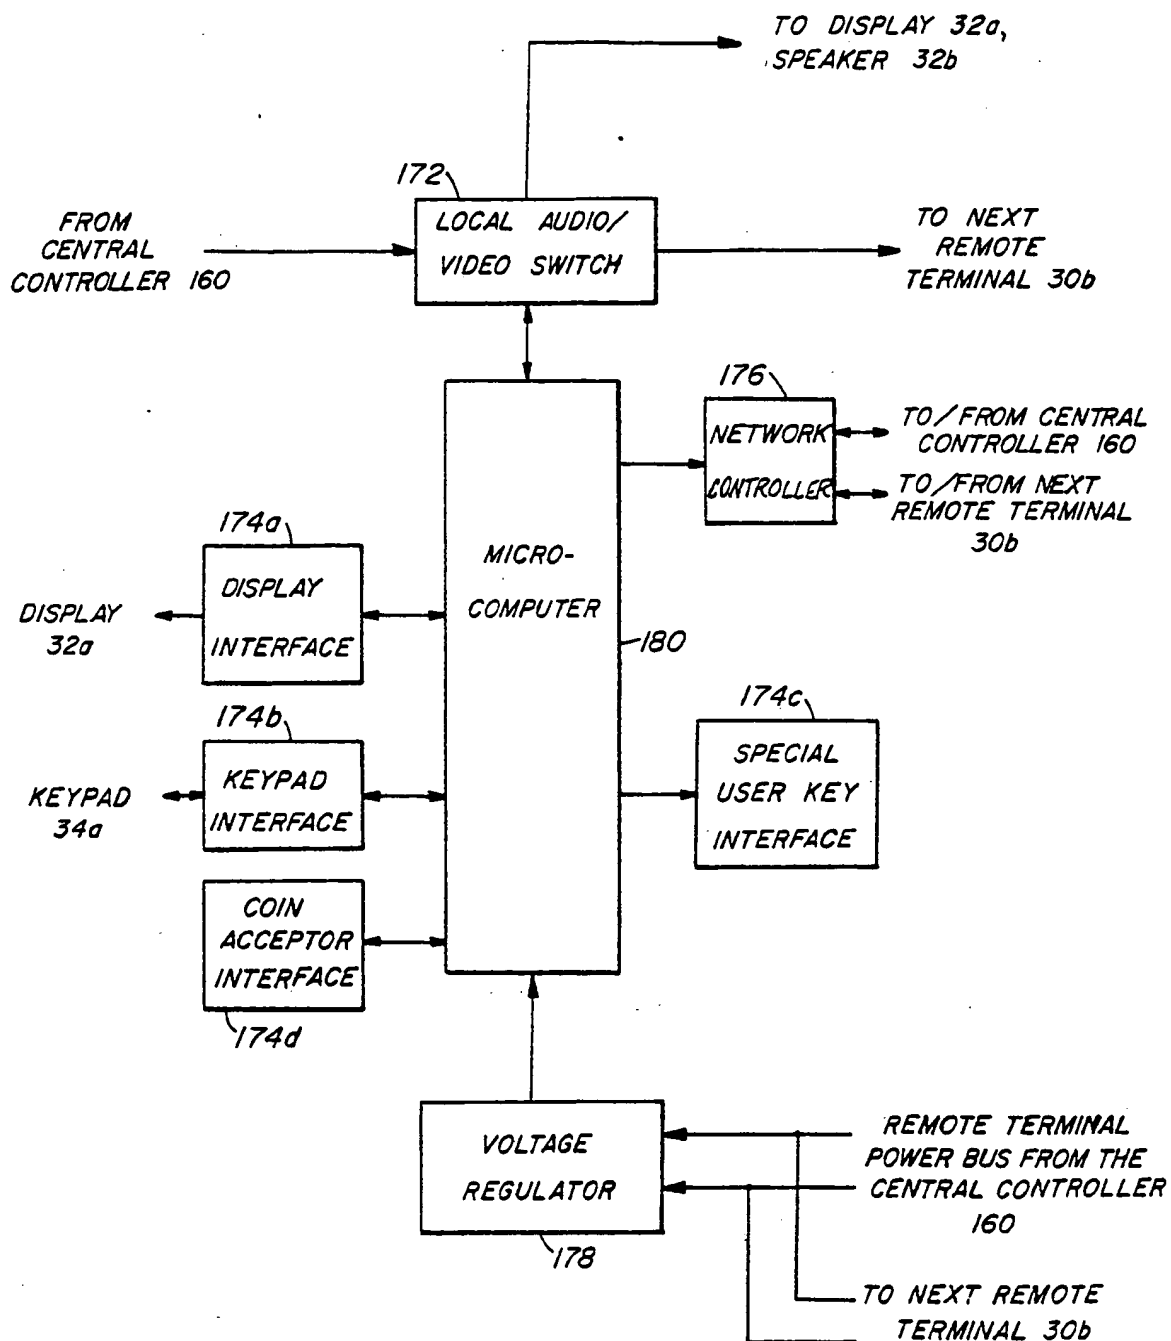 TO DISPLAY 32a,
SPEAKER 32b
172
LOCAL AUDIO/
VIDEO SWITCH
FROM
CENTRAL
CONTROLLER 160
TO NEXT
REMOTE
TERMINAL 30b
176
NETWORK
CONTROLLER
TO/FROM CENTRAL
CONTROLLER 160
TO/FROM NEXT
REMOTE TERMINAL
30b
MICRO-
COMPUTER
180
174a
DISPLAY
INTERFACE
DISPLAY
32a
174b
KEYPAD
INTERFACE
KEYPAD
34a
174c
SPECIAL
USER KEY
INTERFACE
COIN
ACCEPTOR
INTERFACE
174d
VOLTAGE
REGULATOR
178
REMOTE TERMINAL
POWER BUS FROM THE
CENTRAL CONTROLLER
160
TO NEXT REMOTE
TERMINAL 30b